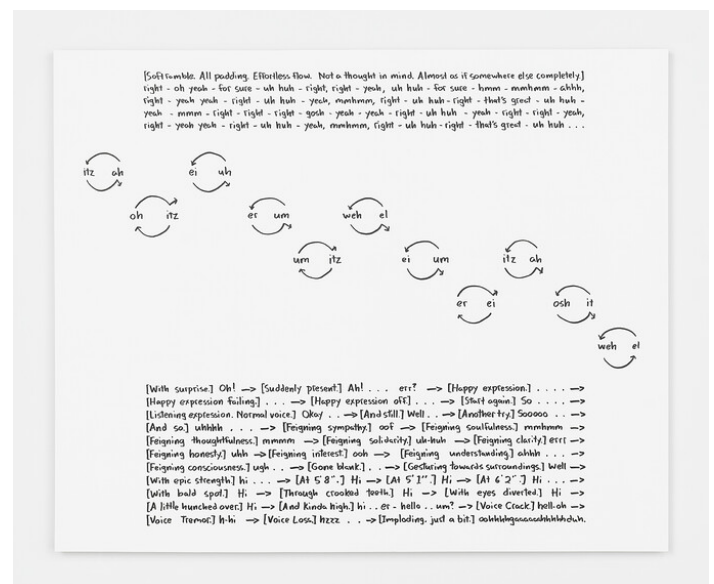 [Soft rumble. All padding. Effortless flow. Not a thought in mind. Almost as if somewhere else completely.]
right - oh yeah - for sure - uh huh - right, right - yeah, uh huh - for sure - hmm - mmhmm - ahhh,
right - yeah yeah - right - uh huh - yeah, mmhmm, right - uh huh - right - that's great - uh huh -
yeah - mmm - right - right - right - gosh - yeah - yeah - right - uh huh - yeah - right - right - yeah,
right - yeah yeah - right - uh huh - yeah, mmhmm, right - uh huh - right - that's great - uh huh . . .
itz ah
ei uh
oh itz
er um
weh el
um itz
ei um
itz ah
er ei
osh it
weh el
[With surprise.] Oh! —> [Suddenly present.] Ah! . . . err? —> [Happy expression.] . . . . —>
[Happy expression failing.] . . . —> [Happy expression off.] . . . —> [Start again.] So . . . . —>
[Listening expression. Normal voice.] Okay . . —> [And still] Well . . —> [Another try.] Sooooo . . —>
[And so.] uhhhh . . . . —> [Feigning sympathy.] oof —> [Feigning soulfulness.] mmhmm —>
[Feigning thoughtfulness.] mmmm —> [Feigning solidarity.] uh-huh —> [Feigning clarity.] errr —>
[Feigning honesty.] uhh —> [Feigning interest.] ooh —> [Feigning understanding.] ahhh . . . —>
[Feigning consciousness.] ugh . . —> [Gone blank.] . . —> [Gesturing towards surroundings.] Well —>
[With epic strength] hi . . . —> [At 5'8".] Hi —> [At 5'1".] Hi —> [At 6'2".] Hi . . . —>
[With bald spot.] Hi —> [Through crooked teeth.] Hi —> [With eyes diverted.] Hi —>
[A little hunched over.] Hi —> [And kinda high.] hi . . er - hello . . um? —> [Voice Crack.] hell-oh —>
[Voice Tremor.] h-hi —> [Voice Loss.] hzzz . . —> [Imploding, just a bit.]